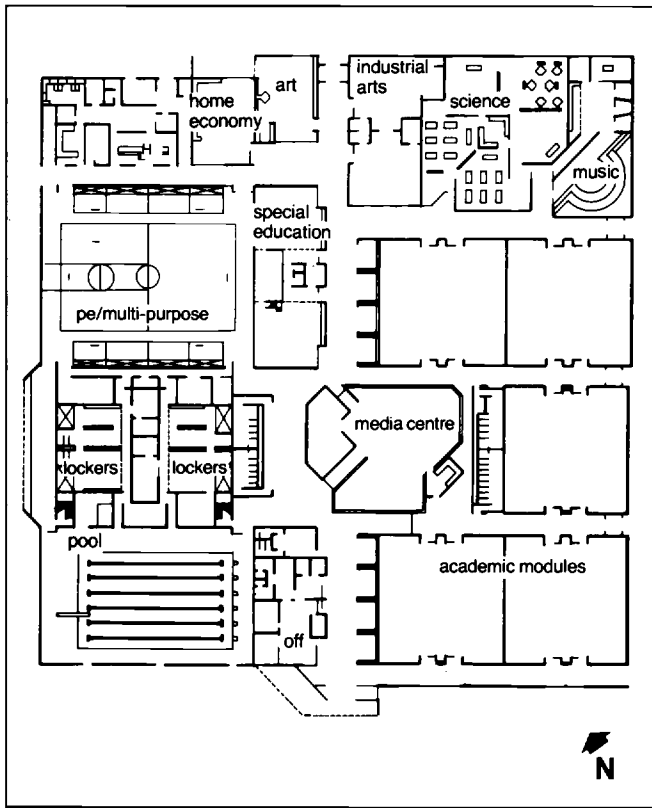 home
economy
art
industrial
arts
science
music
special
education
pe/multi-purpose
media centre
lockers
lockers
pool
academic modules
off
N